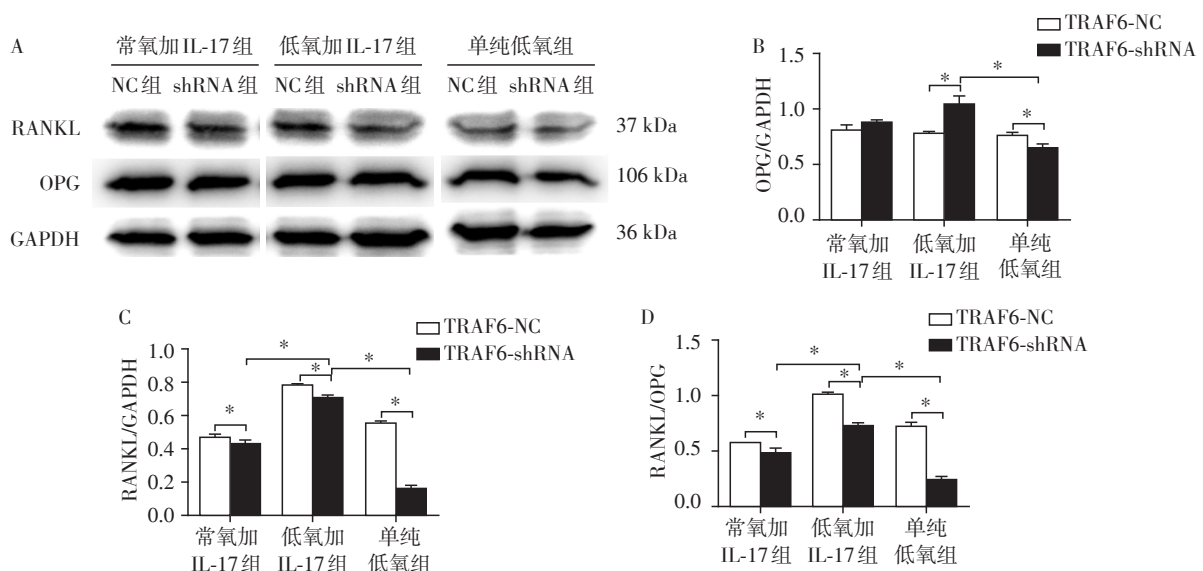 A
常氧加IL-17组 低氧加IL-17组 单纯低氧组
NC组 shRNA组 NC组 shRNA组 NC组 shRNA组
RANKL 37 kDa
OPG 106 kDa
GAPDH 36 kDa
B
TRAF6-NC
TRAF6-shRNA
OPG/GAPDH
1.5
1.0
0.5
0.0
* * *
常氧加 低氧加 单纯
IL-17组 IL-17组 低氧组
C
TRAF6-NC
TRAF6-shRNA
RANKL/GAPDH
1.0
0.8
0.6
0.4
0.2
0.0
* * * * *
常氧加 低氧加 单纯
IL-17组 IL-17组 低氧组
D
TRAF6-NC
TRAF6-shRNA
RANKL/OPG
1.5
1.0
0.5
0.0
* * * * *
常氧加 低氧加 单纯
IL-17组 IL-17组 低氧组